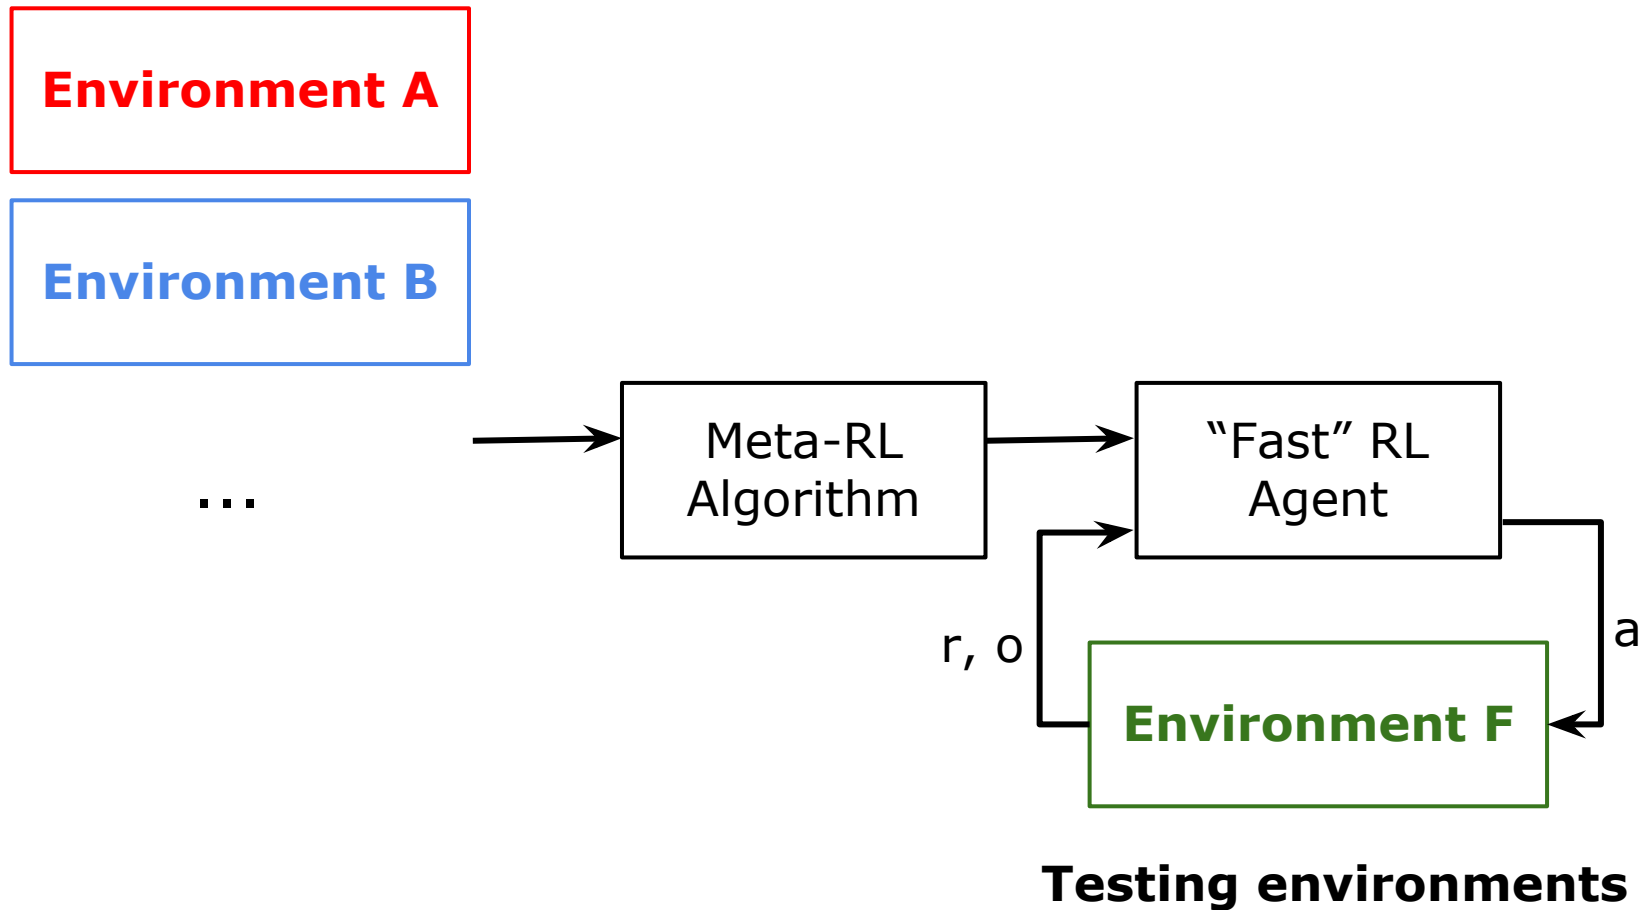 Environment A
Environment B
...
Meta-RL
Algorithm
“Fast” RL
Agent
r, o
a
Environment F
Testing environments